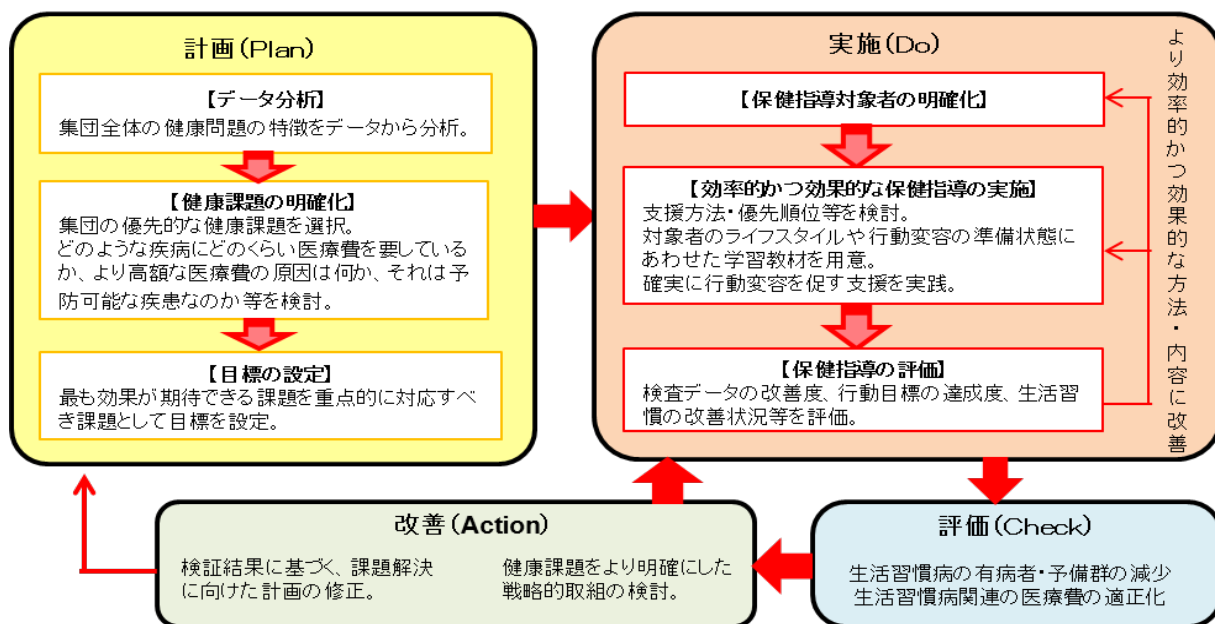 計画(Plan)
【データ分析】
集団全体の健康問題の特徴をデータから分析。
【健康課題の明確化】
集団の優先的な健康課題を選択。
どのような疾病にどのくらい医療費を要している
か、より高額な医療費の原因は何か、それは予
防可能な疾患なのか等を検討。
【目標の設定】
最も効果が期待できる課題を重点的に対応すべ
き課題として目標を設定。
実施(Do)
【保健指導対象者の明確化】
【効率的かつ効果的な保健指導の実施】
支援方法・優先順位等を検討。
対象者のライフスタイルや行動変容の準備状態に
あわせた学習教材を用意。
確実に行動変容を促す支援を実践。
【保健指導の評価】
検査データの改善度、行動目標の達成度、生活習
慣の改善状況等を評価。
より効率的かつ効果的な方法・内容に改善
改善(Action)
検証結果に基づく、課題解決
に向けた計画の修正。
健康課題をより明確にした
戦略的取組の検討。
評価(Check)
生活習慣病の有病者・予備群の減少
生活習慣病関連の医療費の適正化